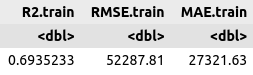 R2.train RMSE.train MAE.train
<dbl> <dbl> <dbl>
0.6935233 52287.81 27321.63